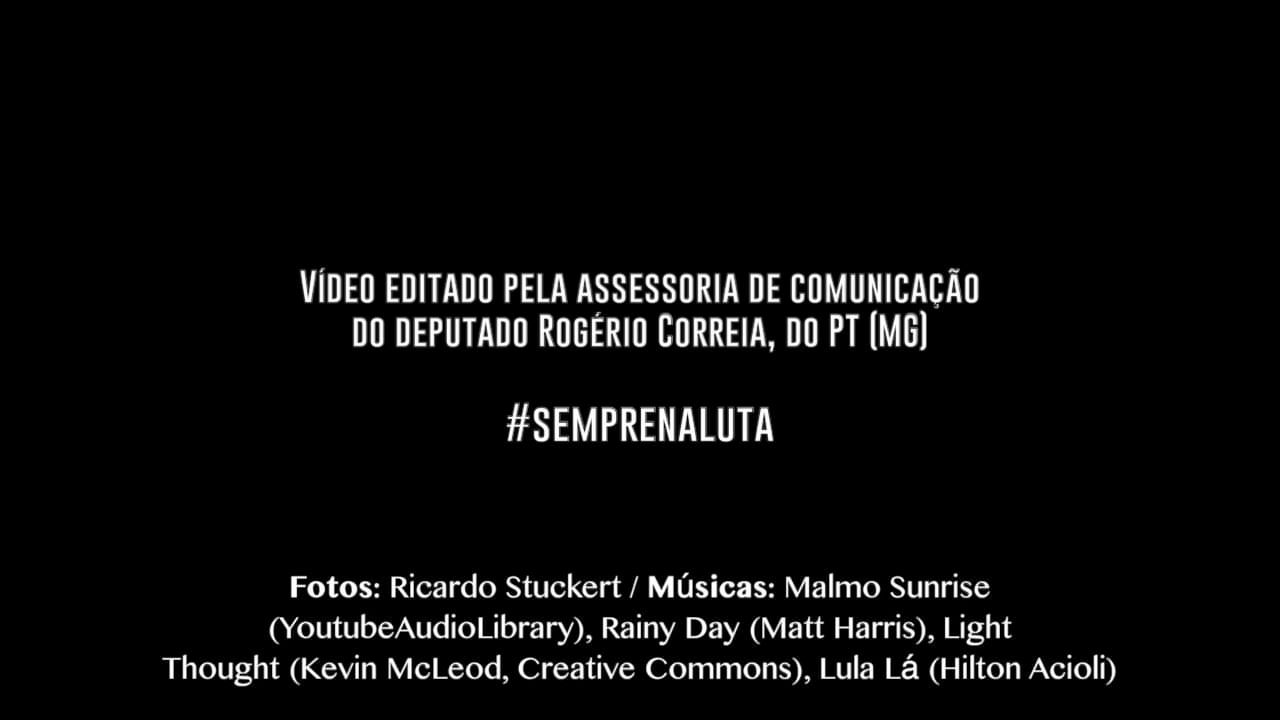 Vídeo editado pela assessoria de comunicação
do deputado Rogério Correia, do PT (MG)
#semprenaluta
Fotos: Ricardo Stuckert / Músicas: Malmo Sunrise
(YoutubeAudioLibrary), Rainy Day (Matt Harris), Light
Thought (Kevin McLeod, Creative Commons), Lula Lá (Hilton Acioli)